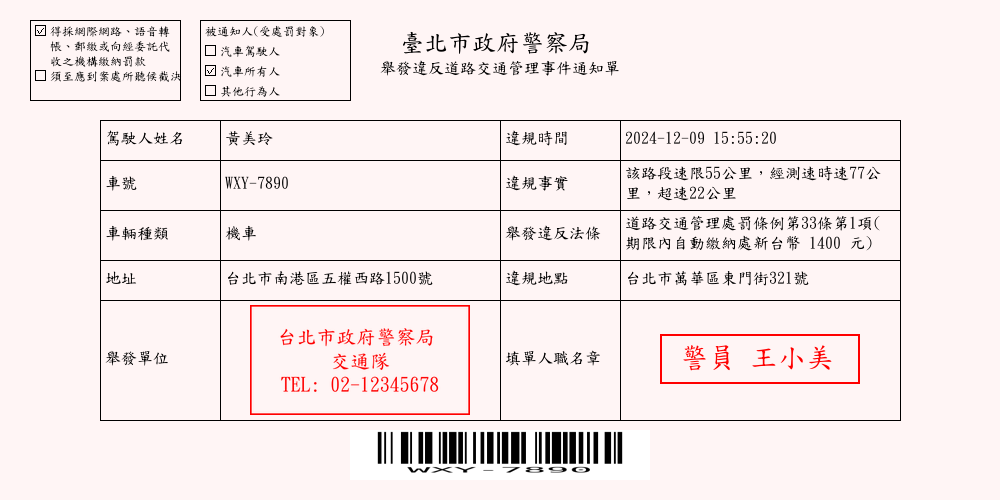 得採網際網路、語音轉
帳、郵繳或向經委託代
收之機構繳納罰款
須至應到案處所聽候裁決
被通知人(受處罰對象)
汽車駕駛人
汽車所有人
其他行為人
臺北市政府警察局
舉發違反道路交通管理事件通知單
駕駛人姓名
黃美玲
違規時間
2024-12-09 15:55:20
車號
WXY-7890
違規事實
該路段速限55公里，經測速時速77公
里，超速22公里
車輛種類
機車
舉發違反法條
道路交通管理處罰條例第33條第1項(
期限內自動繳納處新台幣 1400 元)
地址
台北市南港區五權西路1500號
違規地點
台北市萬華區東門街321號
舉發單位
台北市政府警察局
交通隊
TEL: 02-12345678
填單人職名章
警員 王小美
WXY-7890